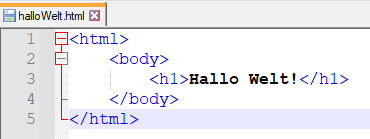 halloWelt.html
1 <html>
2 <body>
3 <h1>Hallo Welt!</h1>
4 </body>
5 </html>